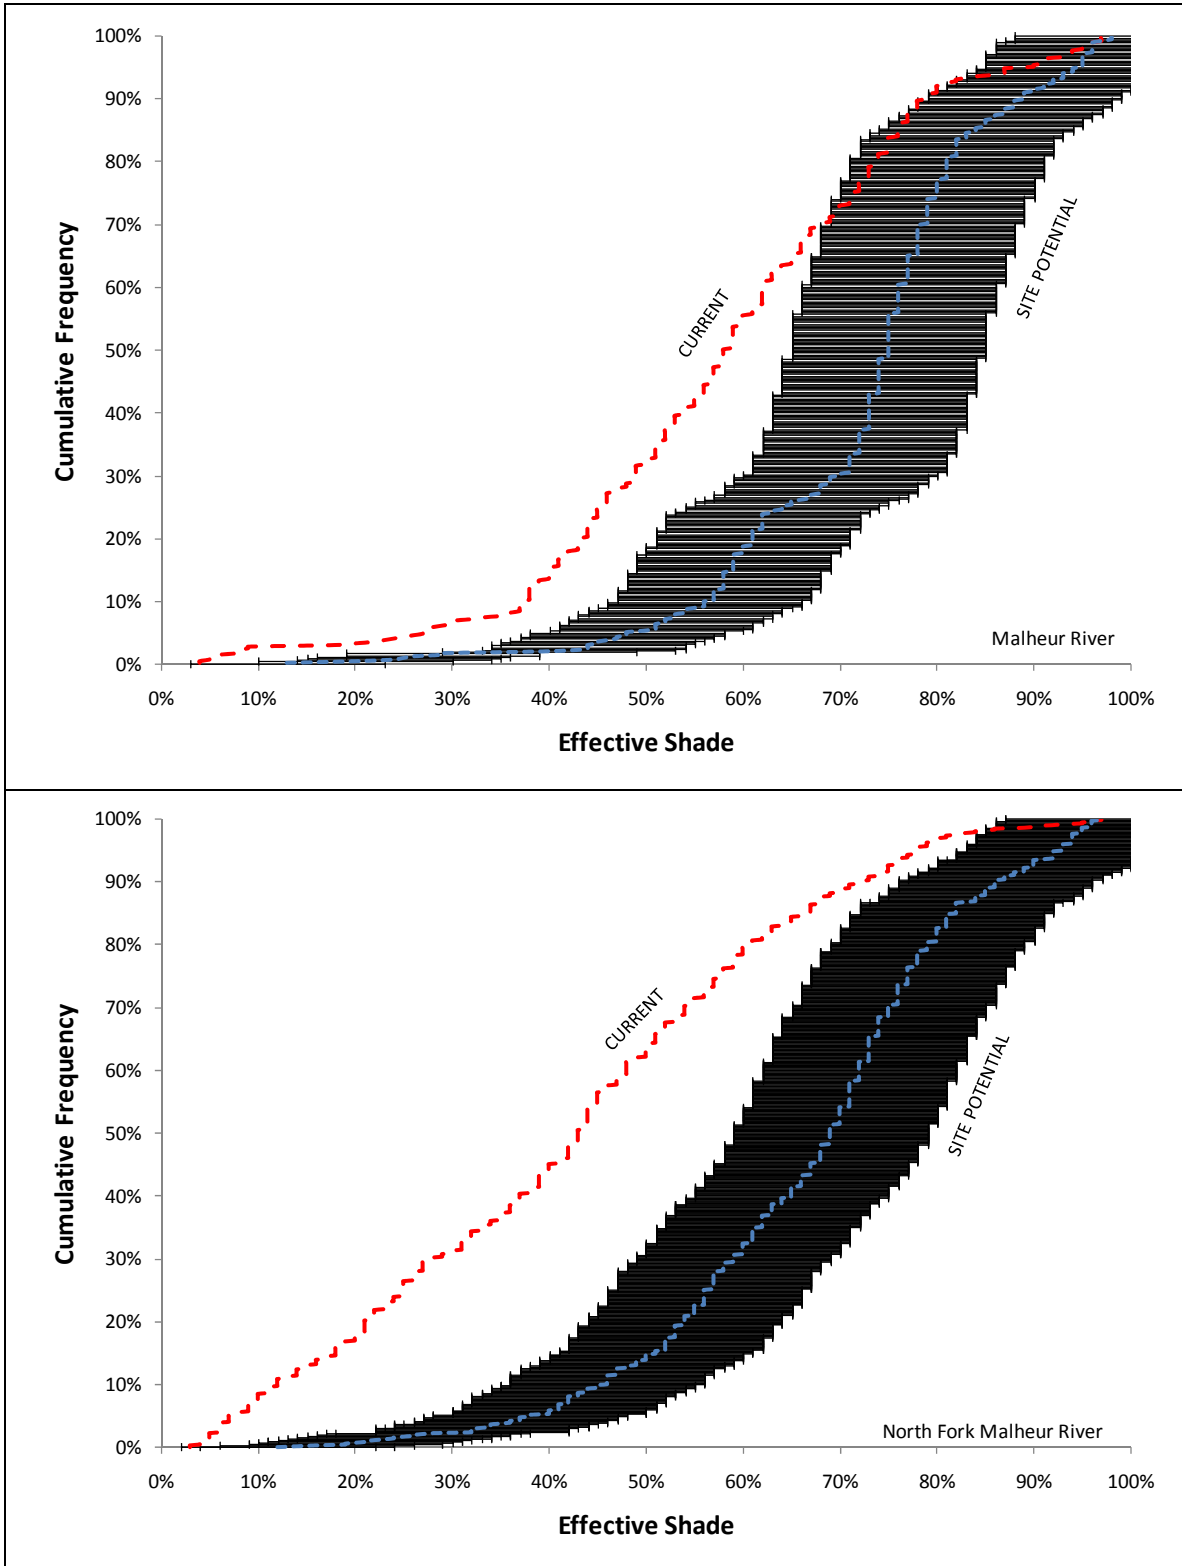 100%
90%
80%
70%
60%
50%
40%
30%
20%
10%
0%
Cumulative Frequency
CURRENT
SITE POTENTIAL
Malheur River
0% 10% 20% 30% 40% 50% 60% 70% 80% 90% 100%
Effective Shade
100%
90%
80%
70%
60%
50%
40%
30%
20%
10%
0%
Cumulative Frequency
CURRENT
SITE POTENTIAL
North Fork Malheur River
0% 10% 20% 30% 40% 50% 60% 70% 80% 90% 100%
Effective Shade